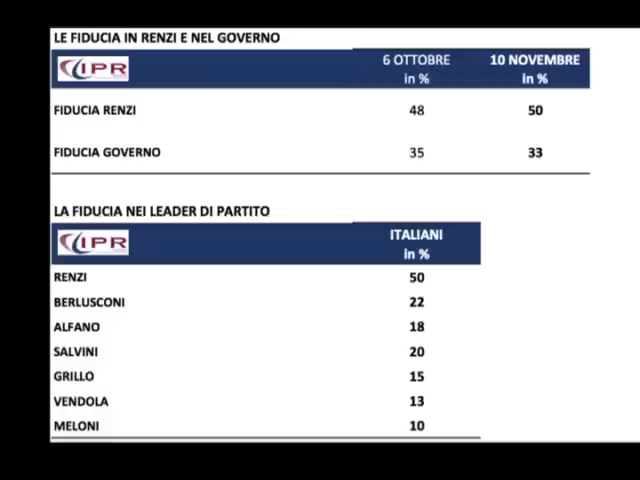 LE FIDUCIA IN RENZI E NEL GOVERNO
IPR 6 OTTOBRE 10 NOVEMBRE
in % in %
FIDUCIA RENZI 48 50
FIDUCIA GOVERNO 35 33
LA FIDUCIA NEI LEADER DI PARTITO
IPR ITALIANI
in %
RENZI 50
BERLUSCONI 22
ALFANO 18
SALVINI 20
GRILLO 15
VENDOLA 13
MELONI 10